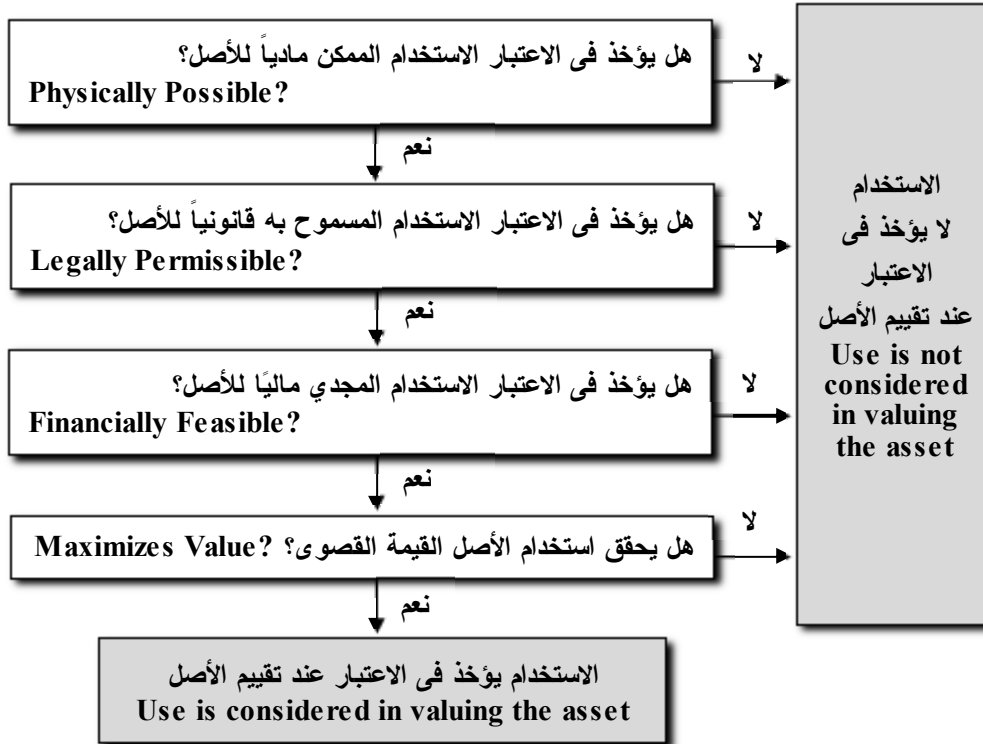 هل يؤخذ فى الاعتبار الاستخدام الممكن مادياً للأصل؟
Physically Possible?
لا
نعم
هل يؤخذ فى الاعتبار الاستخدام المسموح به قانونياً للأصل؟
Legally Permissible?
لا
نعم
هل يؤخذ فى الاعتبار الاستخدام المجدي ماليًا للأصل؟
Financially Feasible?
لا
نعم
هل يحقق استخدام الأصل القيمة القصوى؟ Maximizes Value?
لا
نعم
الاستخدام يؤخذ فى الاعتبار عند تقييم الأصل
Use is considered in valuing the asset
الاستخدام
لا يؤخذ فى
الاعتبار
عند تقييم الأصل
Use is not
considered
in valuing
the asset